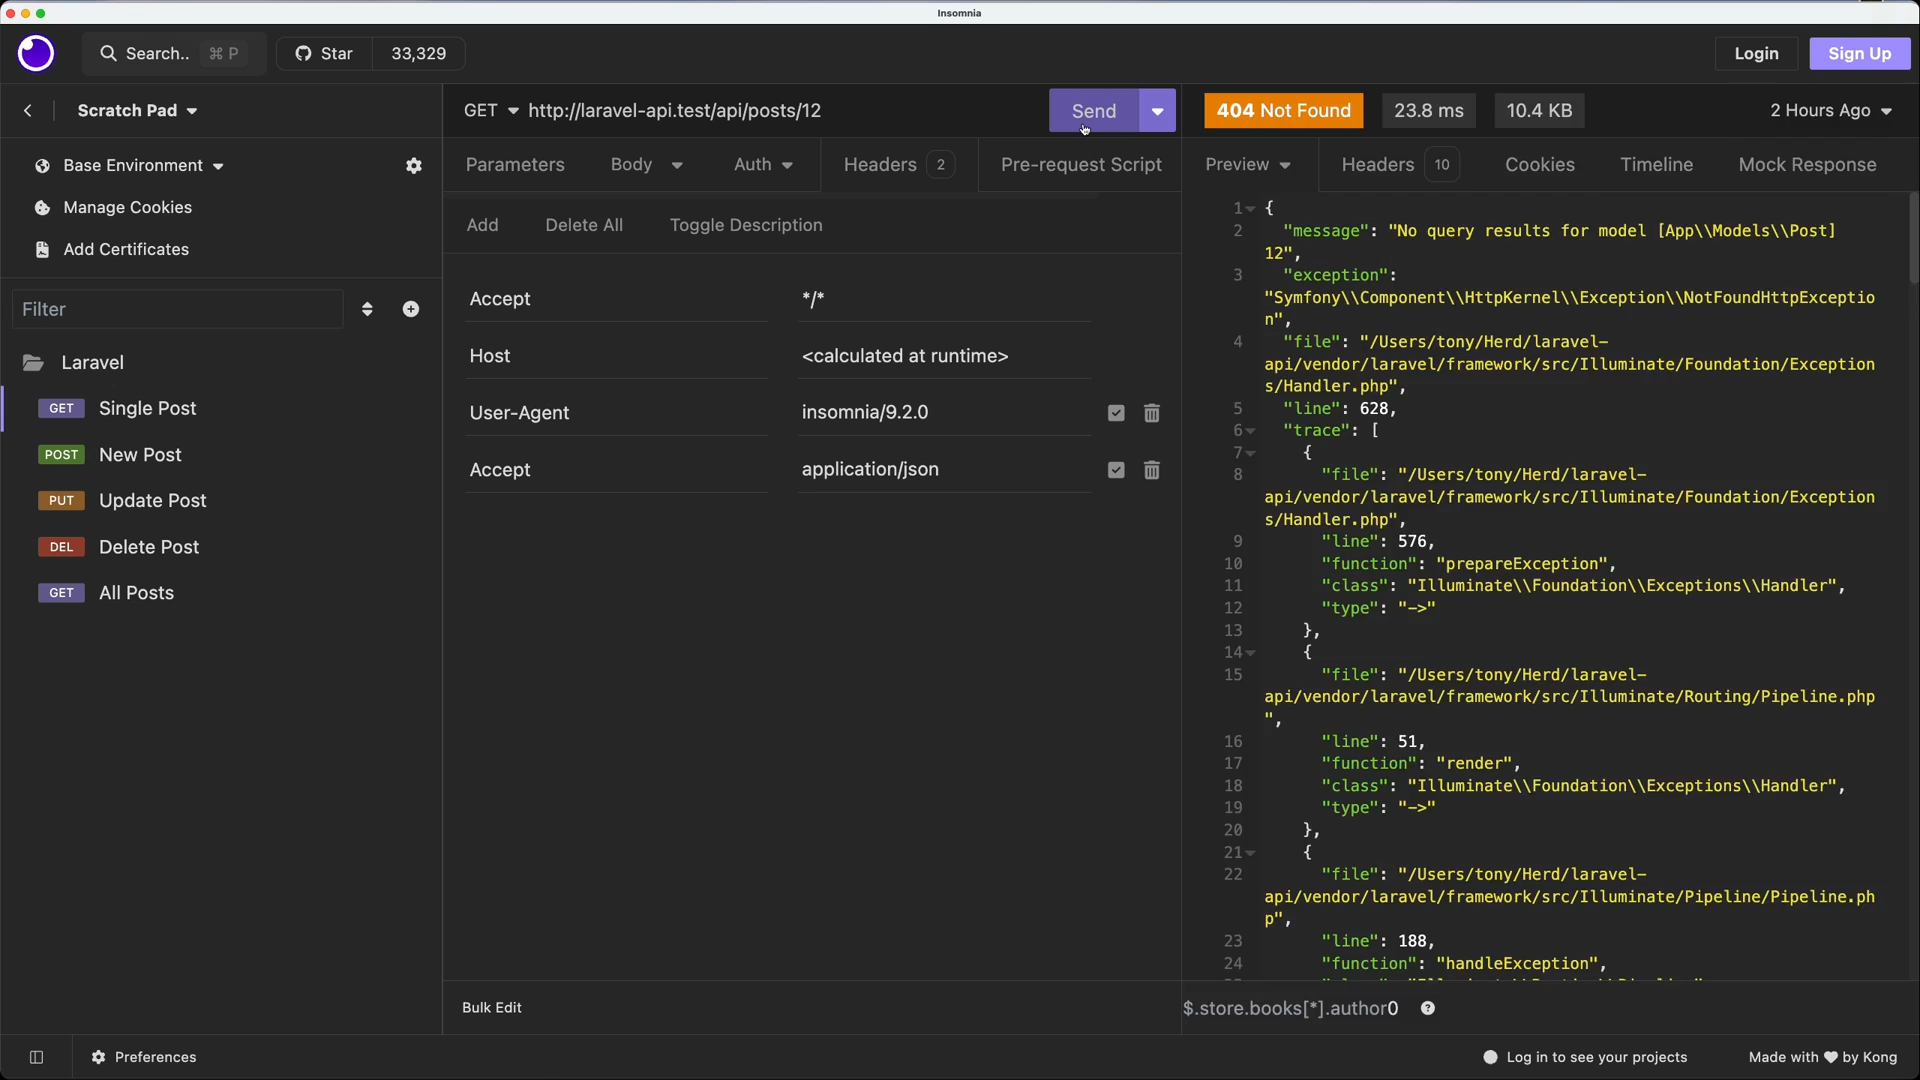 Insomnia
Search.. ⌘ P
Star
33,329
Login
Sign Up
Scratch Pad
GET http://laravel-api.test/api/posts/12
Send
404 Not Found
23.8 ms
10.4 KB
2 Hours Ago
Base Environment
Manage Cookies
Add Certificates
Filter
Laravel
GET Single Post
POST New Post
PUT Update Post
DEL Delete Post
GET All Posts
Parameters Body Auth Headers 2 Pre-request Script
Add Delete All Toggle Description
Accept */*
Host <calculated at runtime>
User-Agent insomnia/9.2.0
Accept application/json
Bulk Edit
Preview Headers 10 Cookies Timeline Mock Response
1 {
2 "message": "No query results for model [App\\Models\\Post]
12",
3 "exception":
"Symfony\\Component\\HttpKernel\\Exception\\NotFoundHttpExceptio
n",
4 "file": "/Users/tony/Herd/laravel-
api/vendor/laravel/framework/src/Illuminate/Foundation/Exception
s/Handler.php",
5 "line": 628,
6 "trace": [
7 {
8 "file": "/Users/tony/Herd/laravel-
api/vendor/laravel/framework/src/Illuminate/Foundation/Exception
s/Handler.php",
9 "line": 576,
10 "function": "prepareException",
11 "class": "Illuminate\\Foundation\\Exceptions\\Handler",
12 "type": "->"
13 },
14 {
15 "file": "/Users/tony/Herd/laravel-
api/vendor/laravel/framework/src/Illuminate/Routing/Pipeline.php
",
16 "line": 51,
17 "function": "render",
18 "class": "Illuminate\\Foundation\\Exceptions\\Handler",
19 "type": "->"
20 },
21 {
22 "file": "/Users/tony/Herd/laravel-
api/vendor/laravel/framework/src/Illuminate/Pipeline/Pipeline.ph
p",
23 "line": 188,
24 "function": "handleException",
$.store.books[*].author0
Preferences
Log in to see your projects
Made with ♥ by Kong